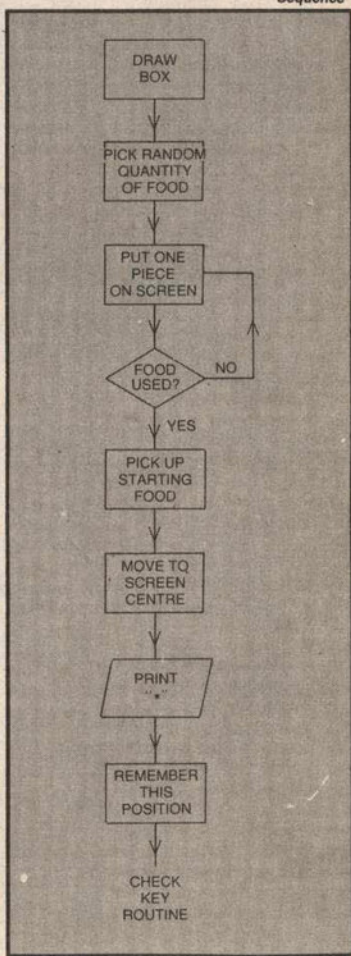 Sequence
DRAW
BOX
PICK RANDOM
QUANTITY
OF FOOD
PUT ONE
PIECE
ON SCREEN
FOOD
USED?
NO
YES
PICK UP
STARTING
FOOD
MOVE TO
SCREEN
CENTRE
PRINT
"*"
REMEMBER
THIS
POSITION
CHECK
KEY
ROUTINE